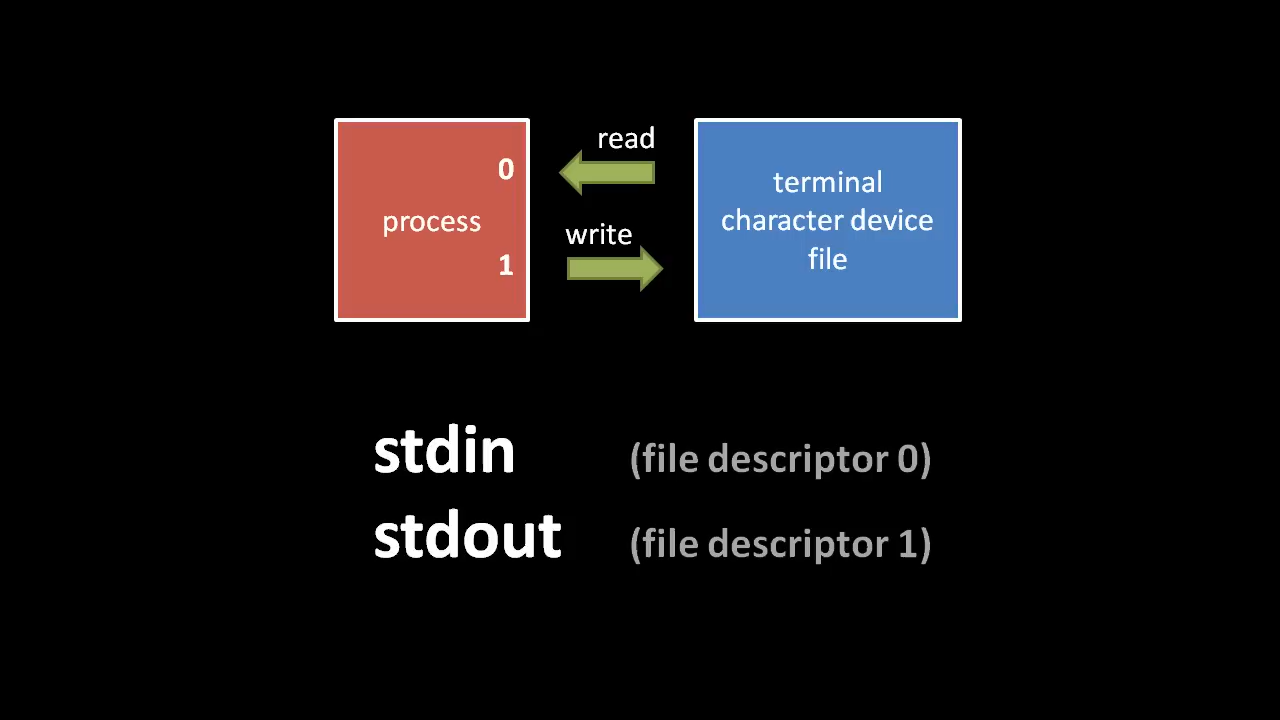 read
0
terminal
process
character device
write
file
1
stdin (file descriptor 0)
stdout (file descriptor 1)